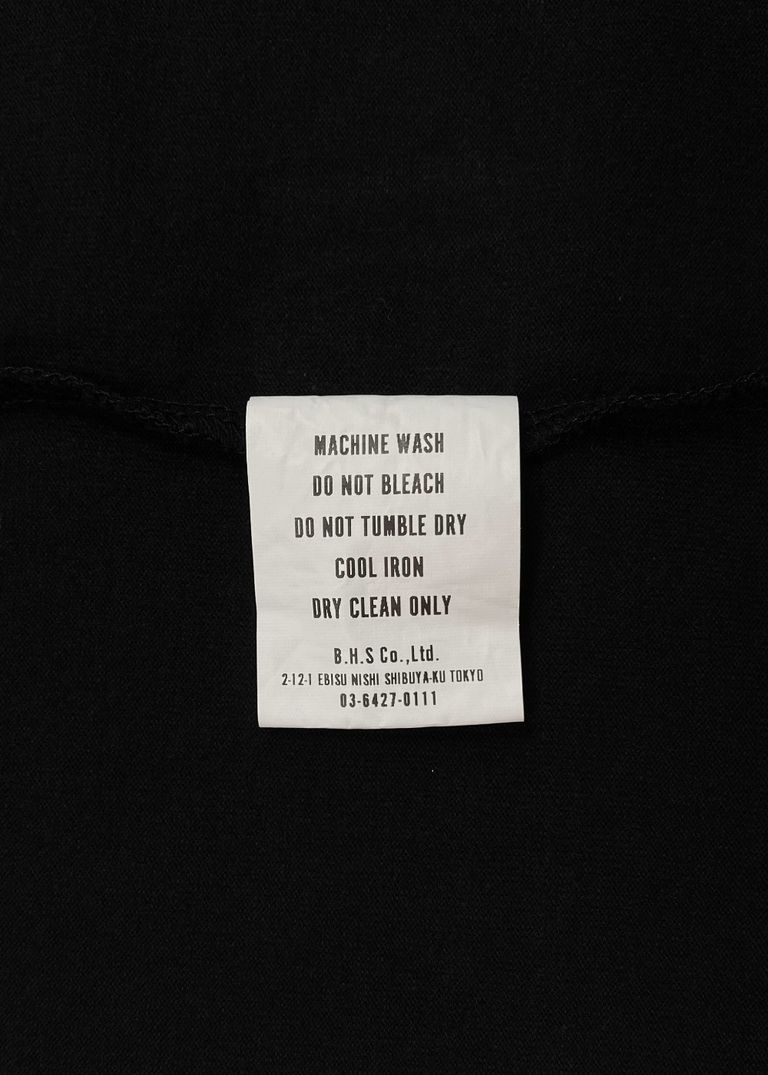 MACHINE WASH
DO NOT BLEACH
DO NOT TUMBLE DRY
COOL IRON
DRY CLEAN ONLY
B.H.S Co.,Ltd.
2-12-1 EBISU NISHI SHIBUYA-KU TOKYO
03-6427-0111